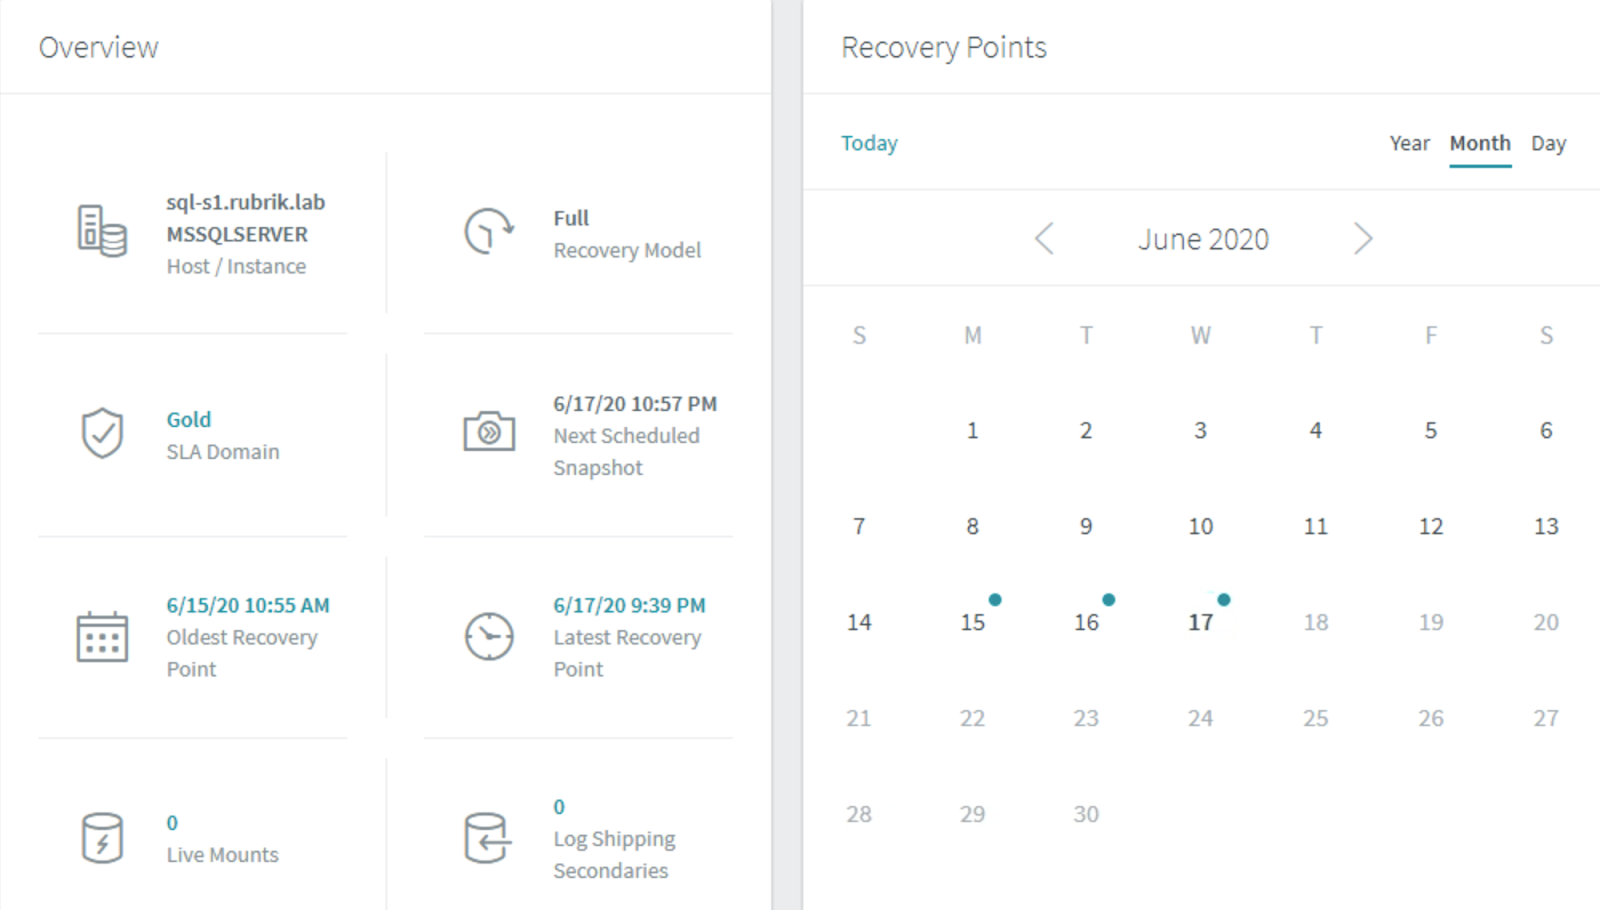 Overview
sql-s1.rubrik.lab
MSSQLSERVER
Host / Instance
Full
Recovery Model
Gold
SLA Domain
6/17/20 10:57 PM
Next Scheduled
Snapshot
6/15/20 10:55 AM
Oldest Recovery
Point
6/17/20 9:39 PM
Latest Recovery
Point
0
Live Mounts
0
Log Shipping
Secondaries
Recovery Points
Today Year Month Day
June 2020
S M T W T F S
1 2 3 4 5 6
7 8 9 10 11 12 13
14 15 16 17 18 19 20
21 22 23 24 25 26 27
28 29 30